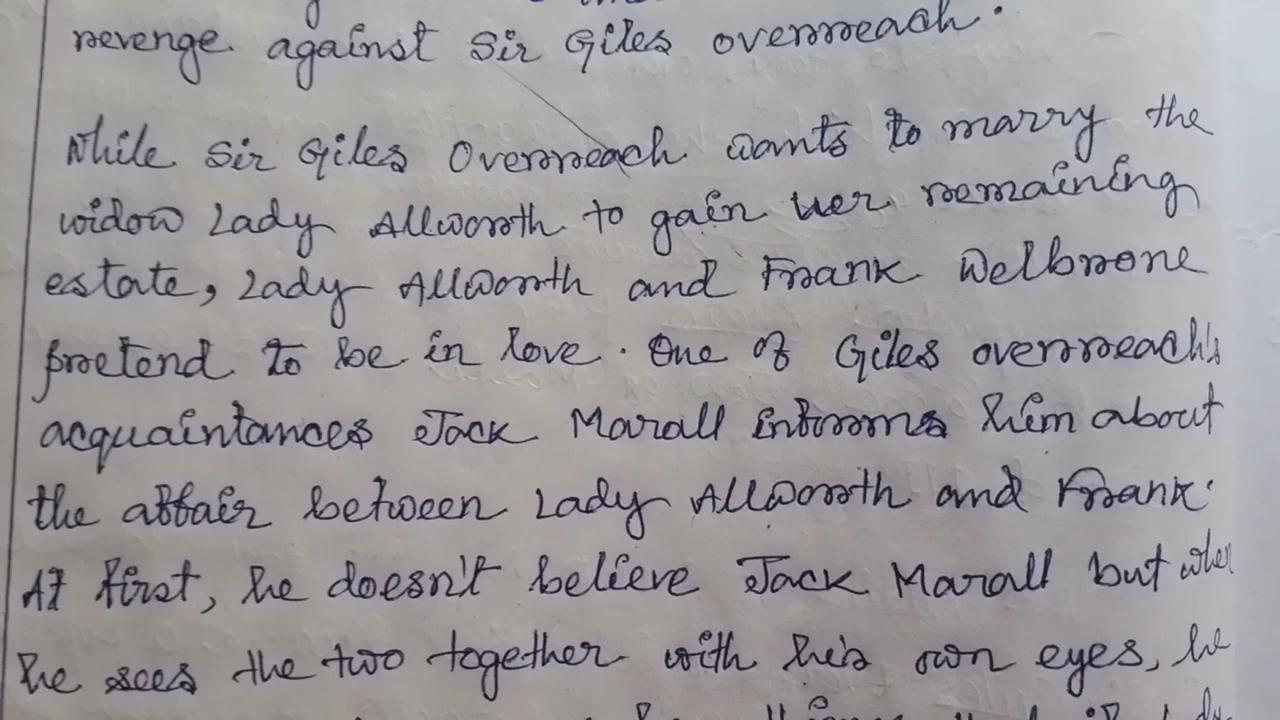 revenge against Sir Giles overreach.
While Sir Giles Overreach wants to marry the
widow Lady Allworth to gain her remaining
estate, Lady Allworth and Frank Welbrone
pretend to be in love. One of Giles overreach's
acquaintances Jack Marall informs him about
the affair between Lady Allworth and Frank.
At first, he doesn't believe Jack Marall but when
he sees the two together with his own eyes, he